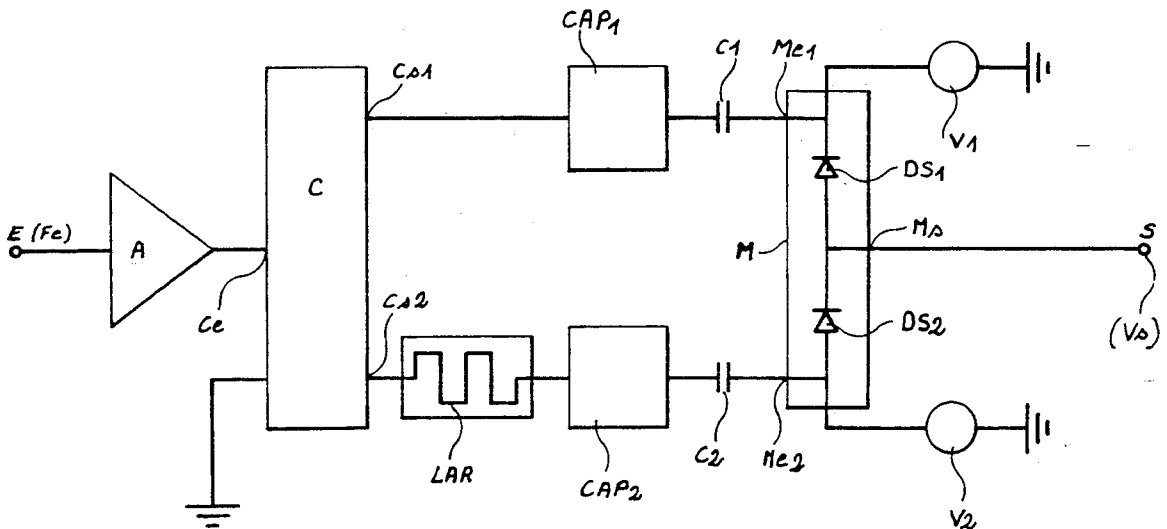 CAP1
C1
Me1
Cs1
V1
C
DS1
E (Fe)
A
M
Ms
S
Ce
Cs2
DS2
(Vs)
LAR
CAP2
C2
Me2
V2